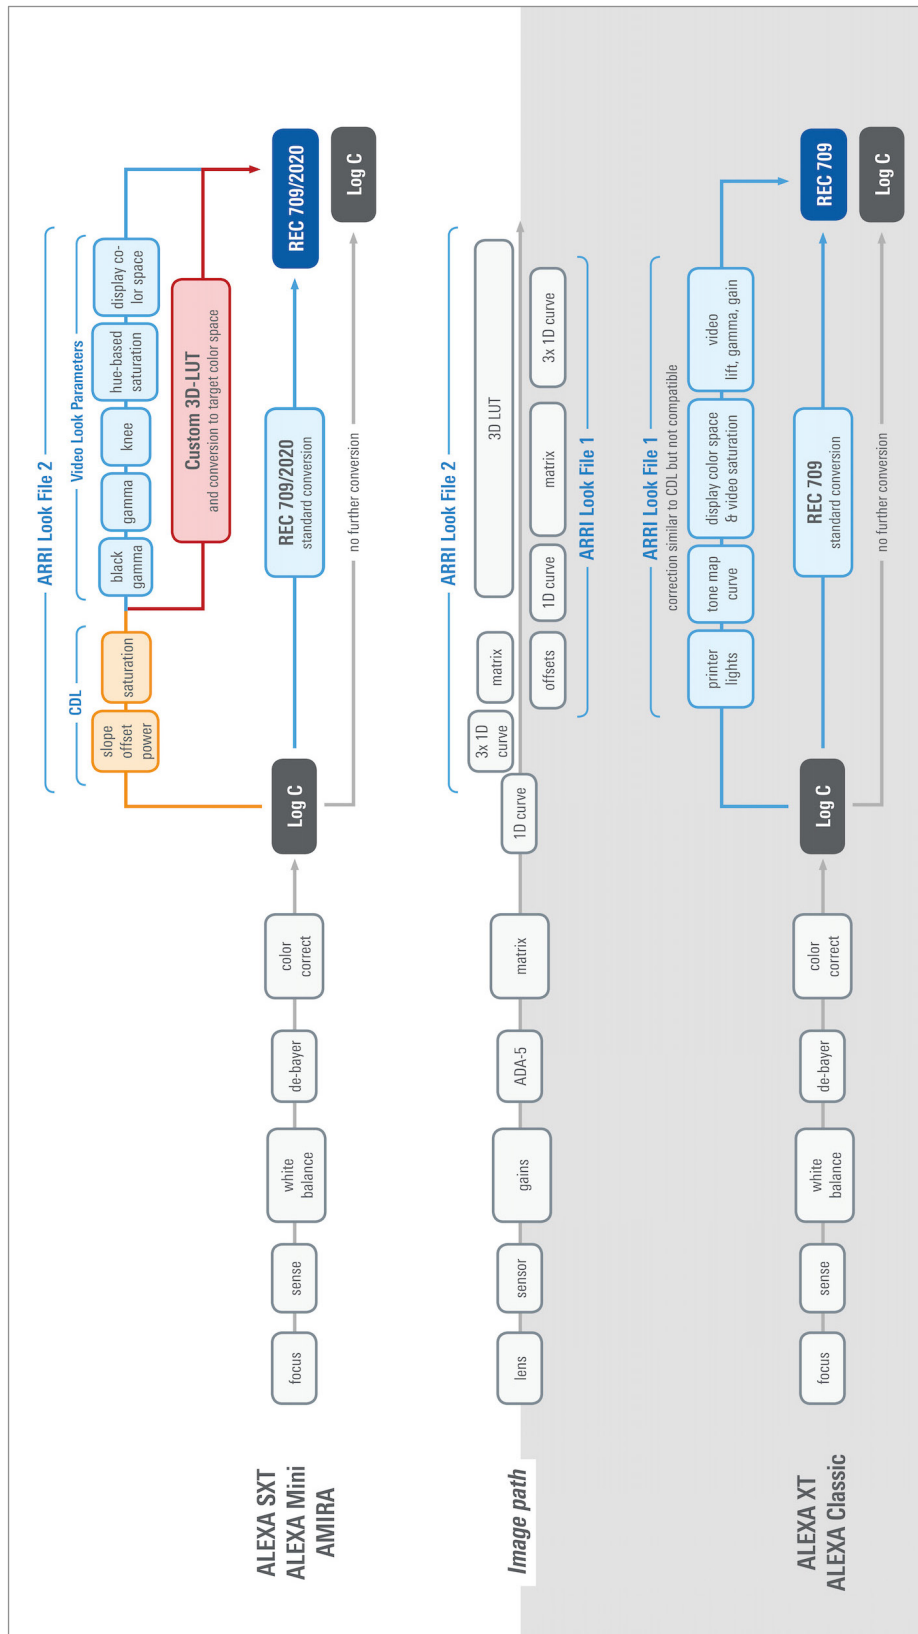 ALEXA SXT
ALEXA Mini
AMIRA
ARRI Look File 2
CDL
Video Look Parameters
slope
offset
power
saturation
black
gamma
gamma
knee
hue-based
saturation
display co-
lor space
Custom 3D-LUT
and conversion to target color space
focus
sense
white
balance
de-bayer
color
correct
Log C
REC 709/2020
standard conversion
REC 709/2020
no further conversion
Log C
Image path
ARRI Look File 2
lens
sensor
gains
ADA-5
matrix
1D curve
3x 1D
curve
matrix
3D LUT
offsets
1D curve
matrix
3x 1D curve
ARRI Look File 1
ALEXA XT
ALEXA Classic
ARRI Look File 1
correction similar to CDL but not compatible
printer
lights
tone map
curve
display color space
& video saturation
video
lift, gamma, gain
focus
sense
white
balance
de-bayer
color
correct
Log C
REC 709
standard conversion
REC 709
no further conversion
Log C